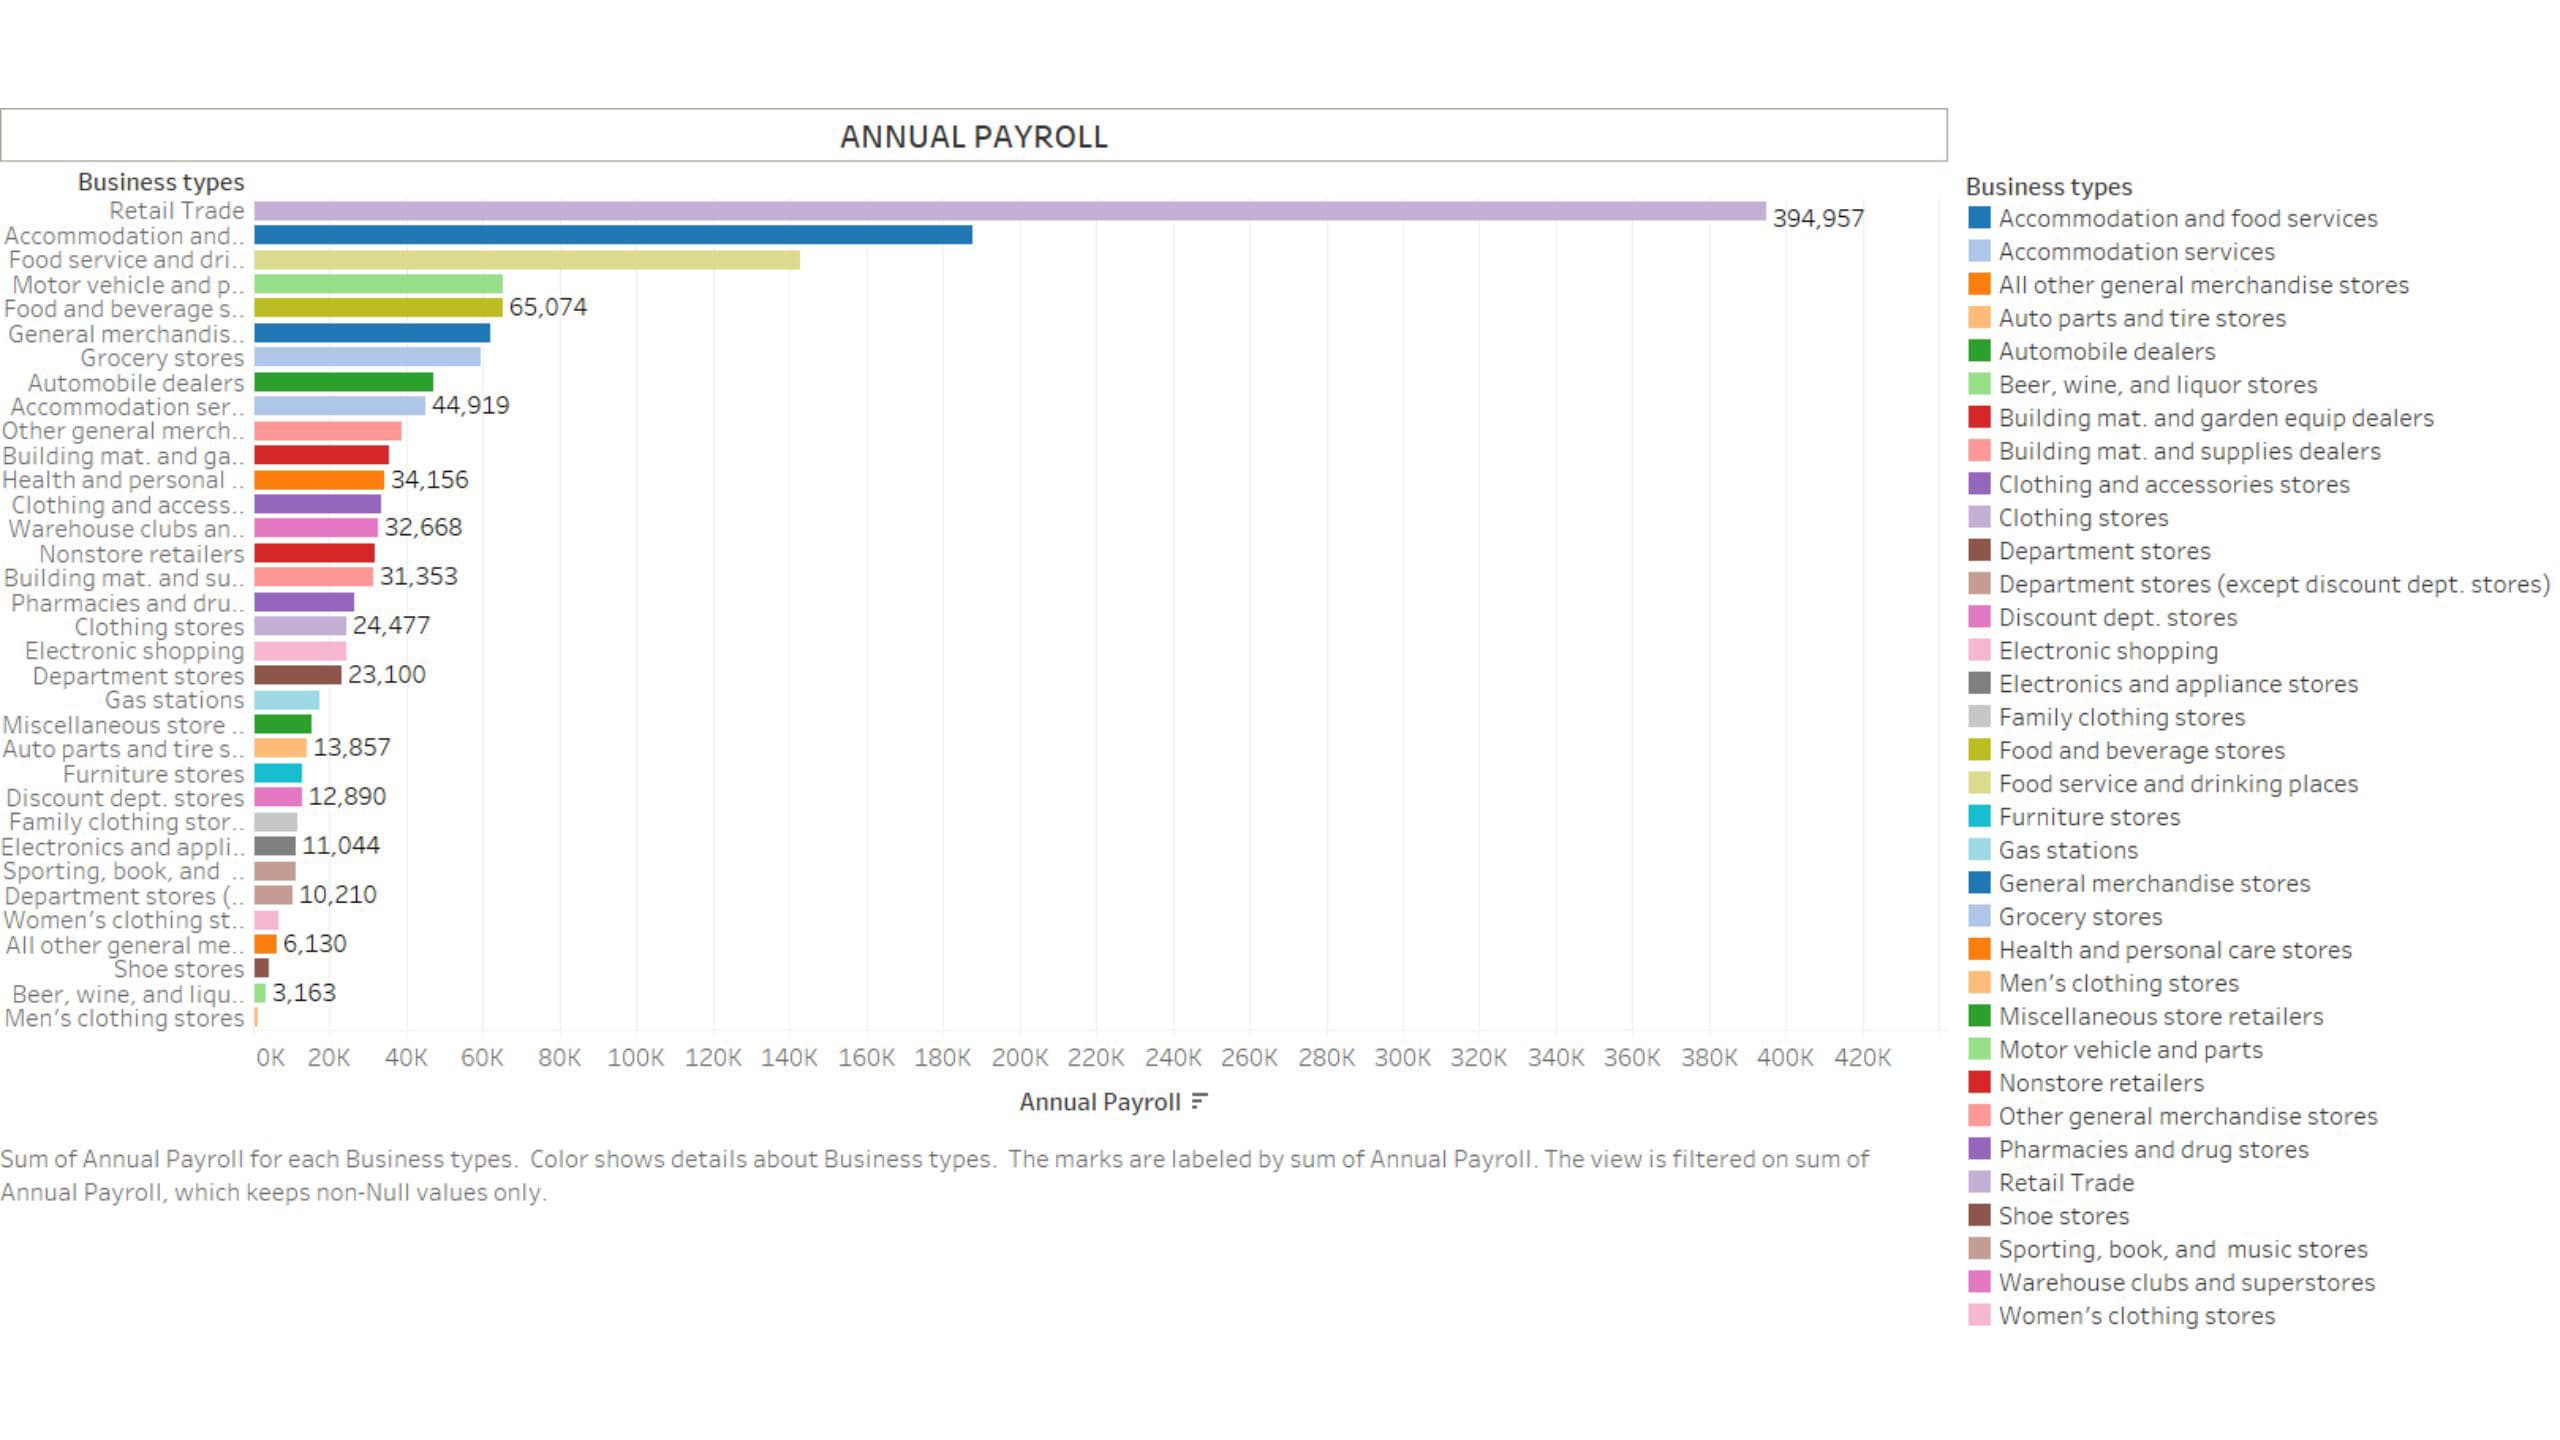 ANNUAL PAYROLL
Business types
Retail Trade
394,957
Accommodation and..
Food service and dri..
Motor vehicle and p..
Food and beverage s..
65,074
General merchandis..
Grocery stores
Automobile dealers
Accommodation ser..
44,919
Other general merch..
Building mat. and ga..
Health and personal ..
34,156
Clothing and access..
Warehouse clubs an..
32,668
Nonstore retailers
Building mat. and su..
31,353
Pharmacies and dru..
Clothing stores
24,477
Electronic shopping
Department stores
23,100
Gas stations
Miscellaneous store ..
Auto parts and tire s..
13,857
Furniture stores
Discount dept. stores
12,890
Family clothing stor..
Electronics and appli..
11,044
Sporting, book, and  ..
Department stores (..
10,210
Women's clothing st..
All other general me..
6,130
Shoe stores
Beer, wine, and liqu..
3,163
Men's clothing stores
0K 20K 40K 60K 80K 100K 120K 140K 160K 180K 200K 220K 240K 260K 280K 300K 320K 340K 360K 380K 400K 420K
Annual Payroll
Sum of Annual Payroll for each Business types.  Color shows details about Business types.  The marks are labeled by sum of Annual Payroll. The view is filtered on sum of
Annual Payroll, which keeps non-Null values only.
Business types
Accommodation and food services
Accommodation services
All other general merchandise stores
Auto parts and tire stores
Automobile dealers
Beer, wine, and liquor stores
Building mat. and garden equip dealers
Building mat. and supplies dealers
Clothing and accessories stores
Clothing stores
Department stores
Department stores (except discount dept. stores)
Discount dept. stores
Electronic shopping
Electronics and appliance stores
Family clothing stores
Food and beverage stores
Food service and drinking places
Furniture stores
Gas stations
General merchandise stores
Grocery stores
Health and personal care stores
Men's clothing stores
Miscellaneous store retailers
Motor vehicle and parts
Nonstore retailers
Other general merchandise stores
Pharmacies and drug stores
Retail Trade
Shoe stores
Sporting, book, and  music stores
Warehouse clubs and superstores
Women's clothing stores